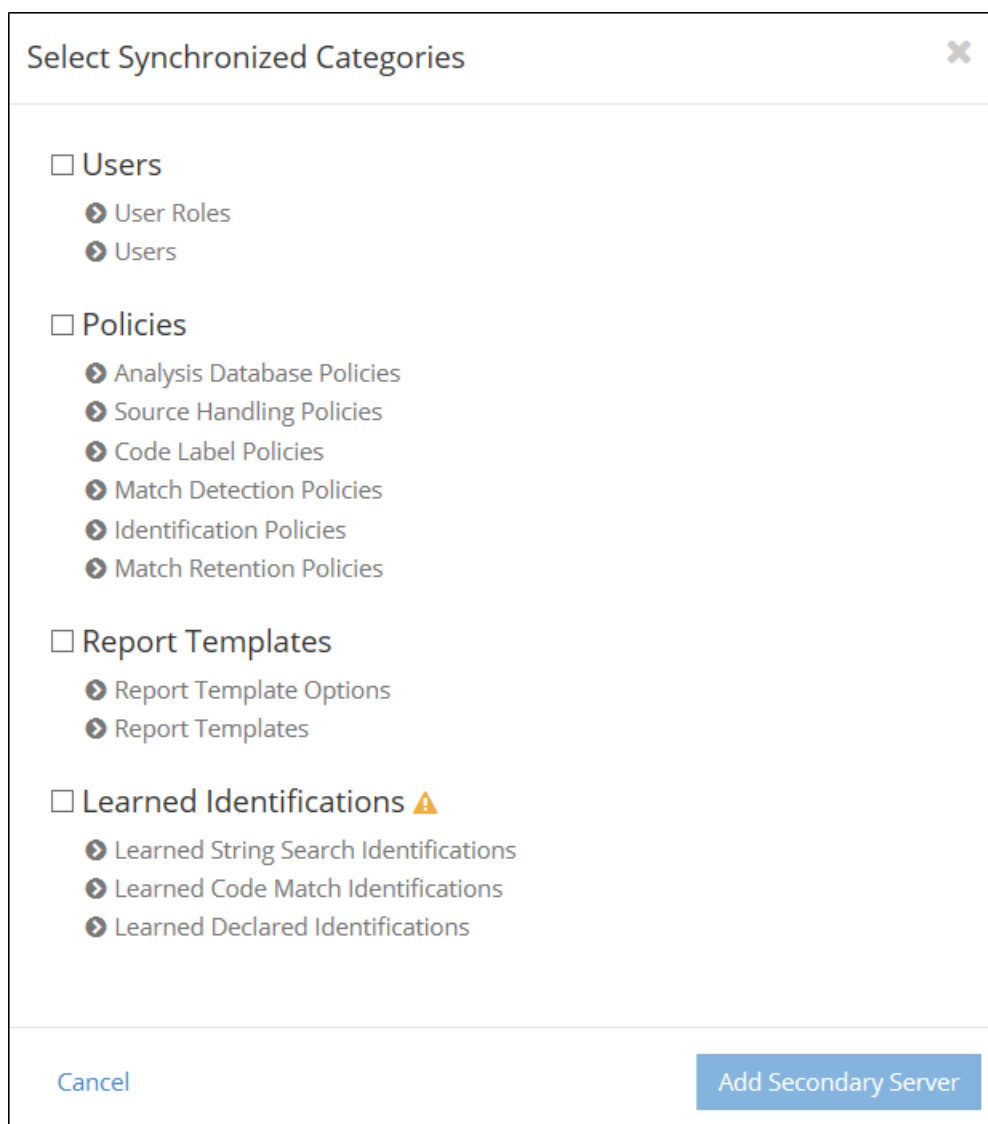 Select Synchronized Categories
Users
User Roles
Users
Policies
Analysis Database Policies
Source Handling Policies
Code Label Policies
Match Detection Policies
Identification Policies
Match Retention Policies
Report Templates
Report Template Options
Report Templates
Learned Identifications
Learned String Search Identifications
Learned Code Match Identifications
Learned Declared Identifications
Cancel
Add Secondary Server